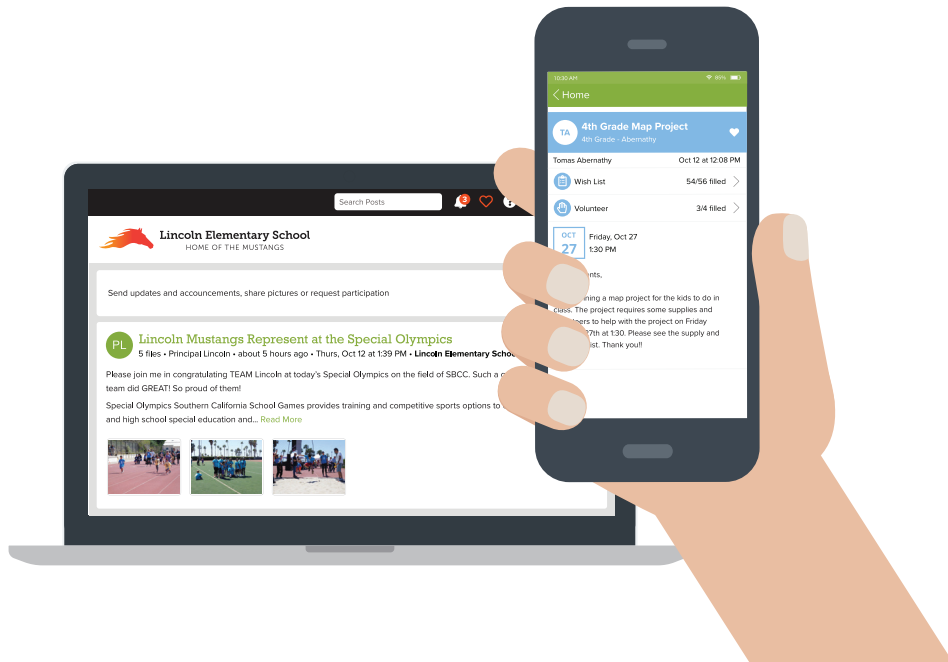 Search Posts
3
Lincoln Elementary School
HOME OF THE MUSTANGS
Send updates and accouncements, share pictures or request participation
PL
Lincoln Mustangs Represent at the Special Olympics
5 files • Principal Lincoln • about 5 hours ago • Thurs, Oct 12 at 1:39 PM • Lincoln Elementary
Please join me in congratulating TEAM Lincoln at today's Special Olympics on the field of SBCC. Such a
team did GREAT! So proud of them!
Special Olympics Southern California School Games provides training and competitive sports options to
and high school special education and... Read More
10:30 AM 85%
< Home
TA
4th Grade Map Project
4th Grade - Abernathy
Tomas Abernathy Oct 12 at 12:08 PM
Wish List 54/56 filled >
Volunteer 3/4 filled >
OCT
27
Friday, Oct 27
1:30 PM
a map project for the kids to do in
class. The project requires some supplies and
to help with the project on Friday
27th at 1:30. Please see the supply and
Thank you!!